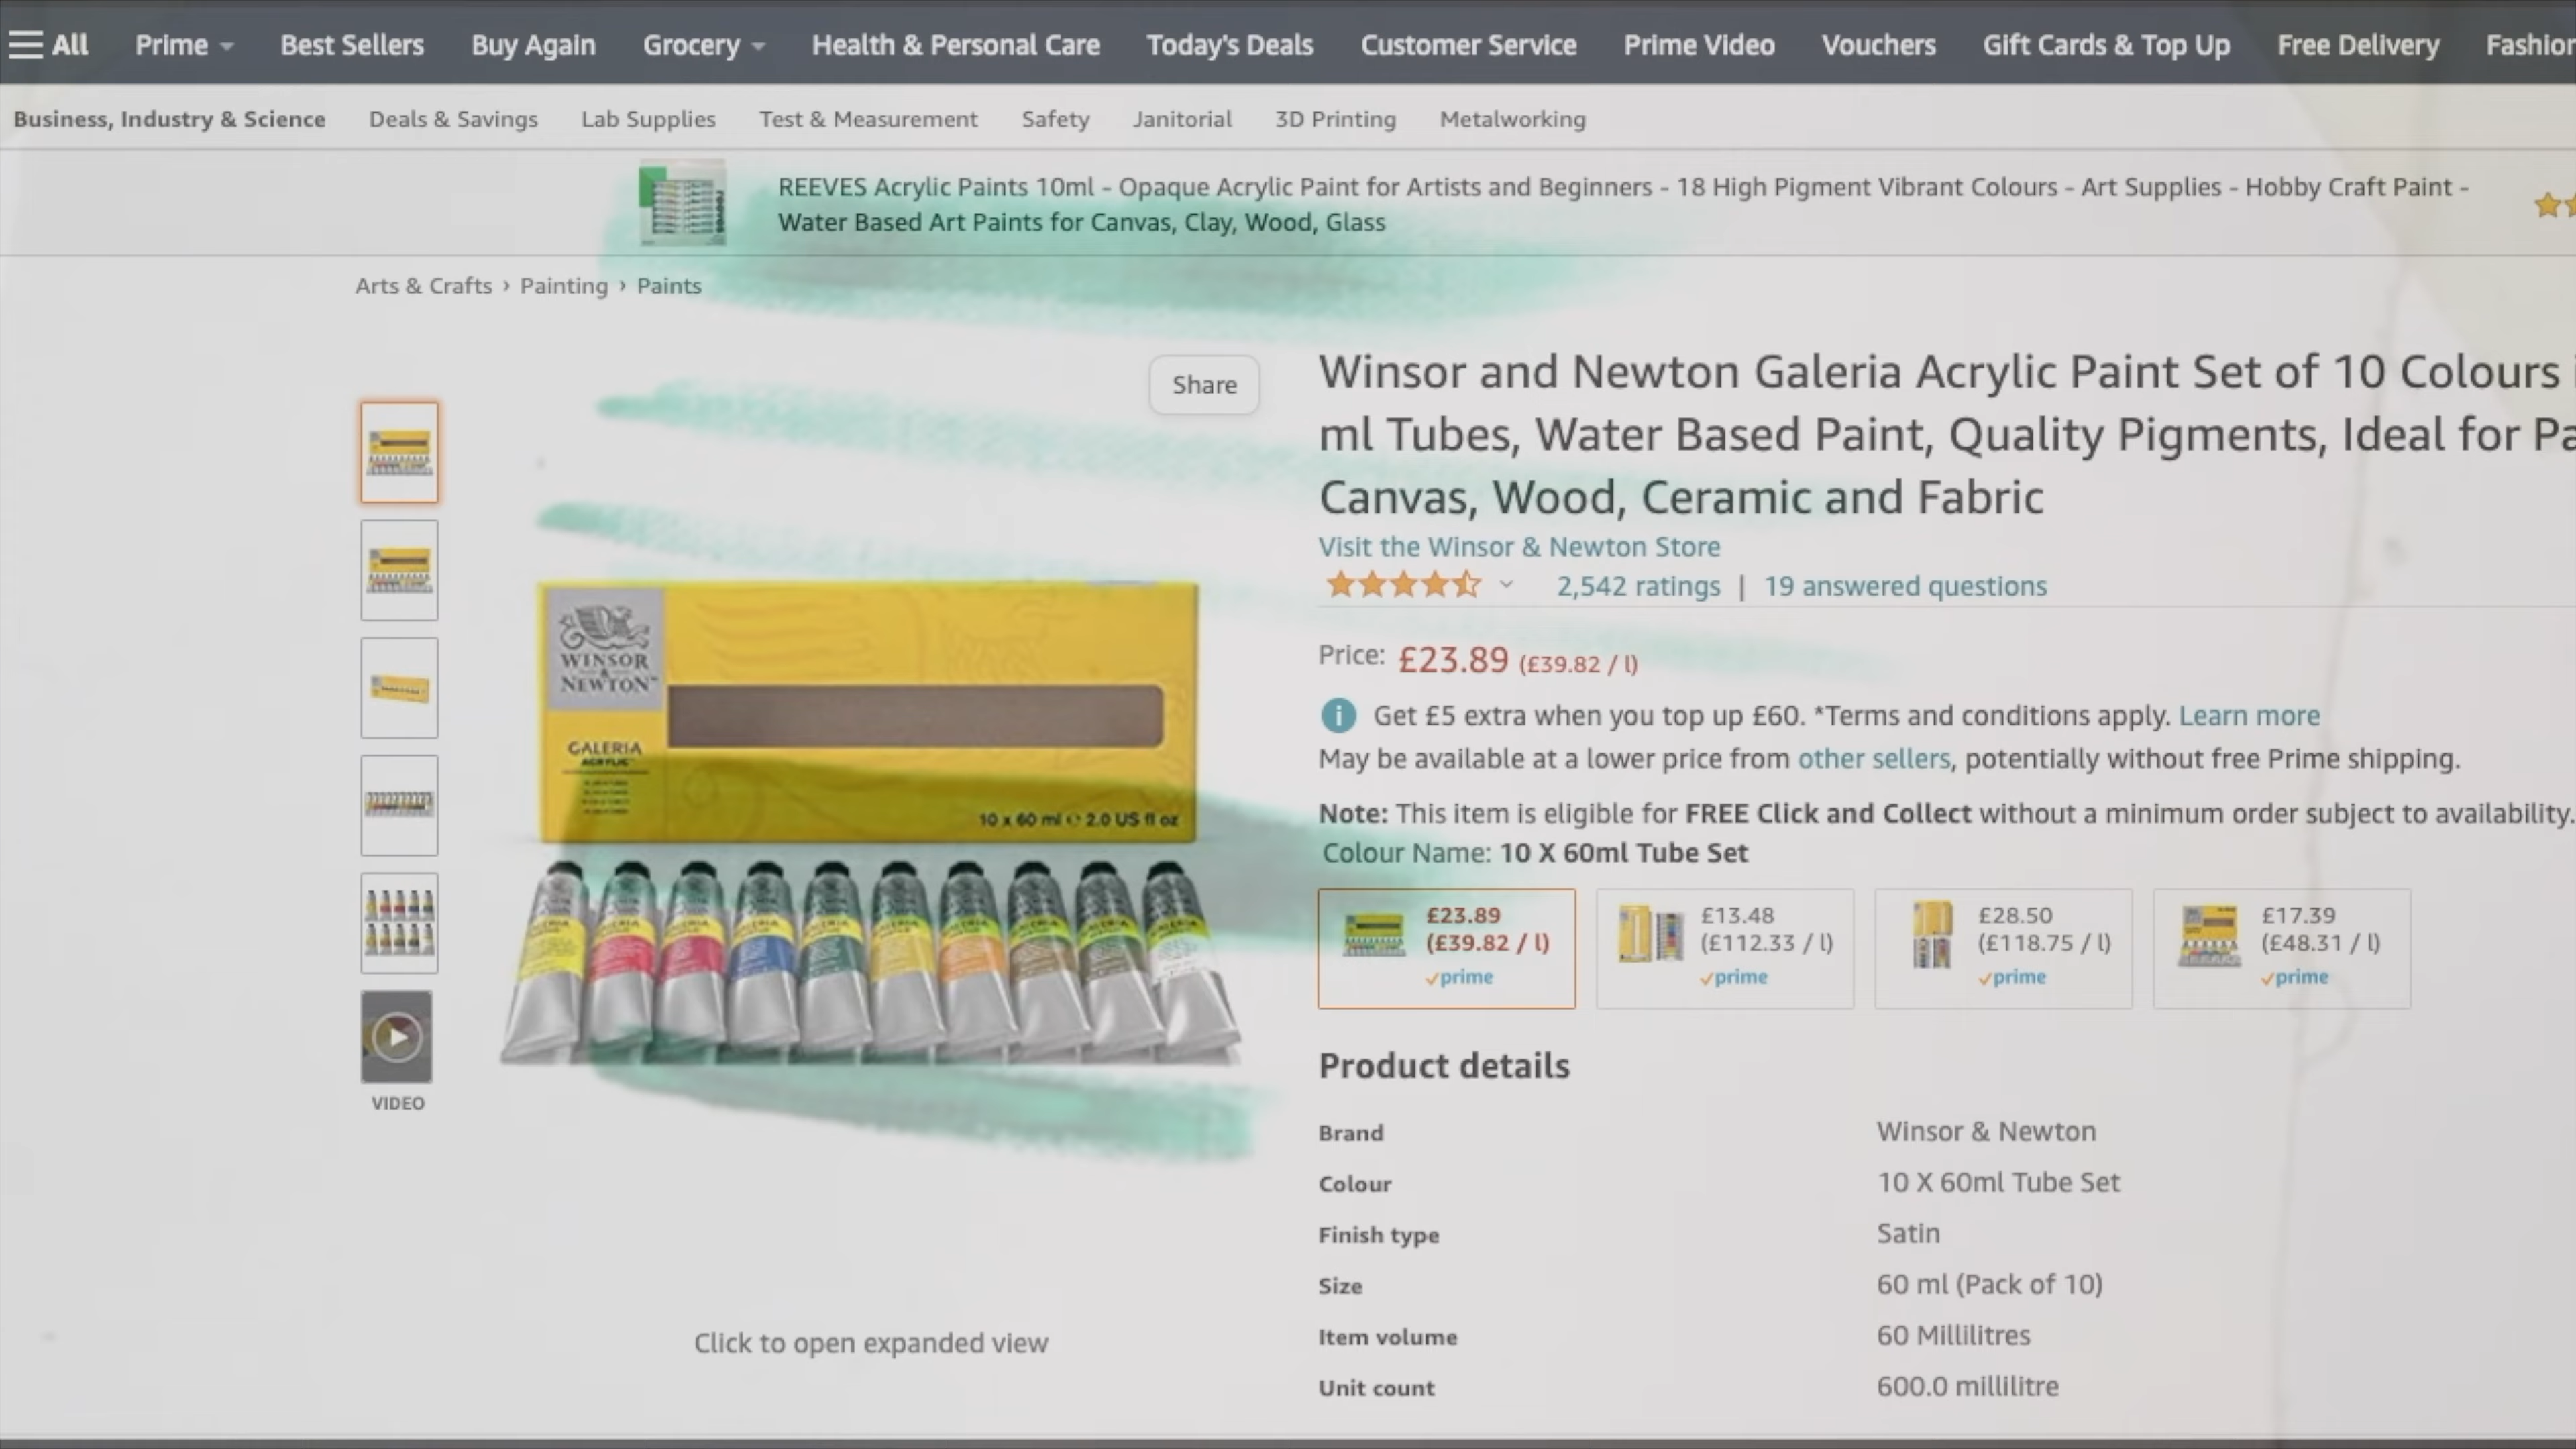 All Prime Best Sellers Buy Again Grocery Health & Personal Care Today's Deals Customer Service Prime Video Vouchers Gift Cards & Top Up Free Delivery Fashion
Business, Industry & Science Deals & Savings Lab Supplies Test & Measurement Safety Janitorial 3D Printing Metalworking
REEVES Acrylic Paints 10ml - Opaque Acrylic Paint for Artists and Beginners - 18 High Pigment Vibrant Colours - Art Supplies - Hobby Craft Paint -
Water Based Art Paints for Canvas, Clay, Wood, Glass
Arts & Crafts › Painting › Paints
Share
Winsor and Newton Galeria Acrylic Paint Set of 10 Colours
ml Tubes, Water Based Paint, Quality Pigments, Ideal for Pa
Canvas, Wood, Ceramic and Fabric
Visit the Winsor & Newton Store
2,542 ratings | 19 answered questions
Price: £23.89 (£39.82 / l)
Get £5 extra when you top up £60. *Terms and conditions apply. Learn more
May be available at a lower price from other sellers, potentially without free Prime shipping.
Note: This item is eligible for FREE Click and Collect without a minimum order subject to availability.
Colour Name: 10 X 60ml Tube Set
£23.89 £13.48 £28.50 £17.39
(£39.82 / l) (£112.33 / l) (£118.75 / l) (£48.31 / l)
prime prime prime prime
WINSOR
&
NEWTON™
GALERIA
ACRYLIC
10 x 60 ml ℮ 2.0 US fl oz
VIDEO
Click to open expanded view
Product details
Brand Winsor & Newton
Colour 10 X 60ml Tube Set
Finish type Satin
Size 60 ml (Pack of 10)
Item volume 60 Millilitres
Unit count 600.0 millilitre